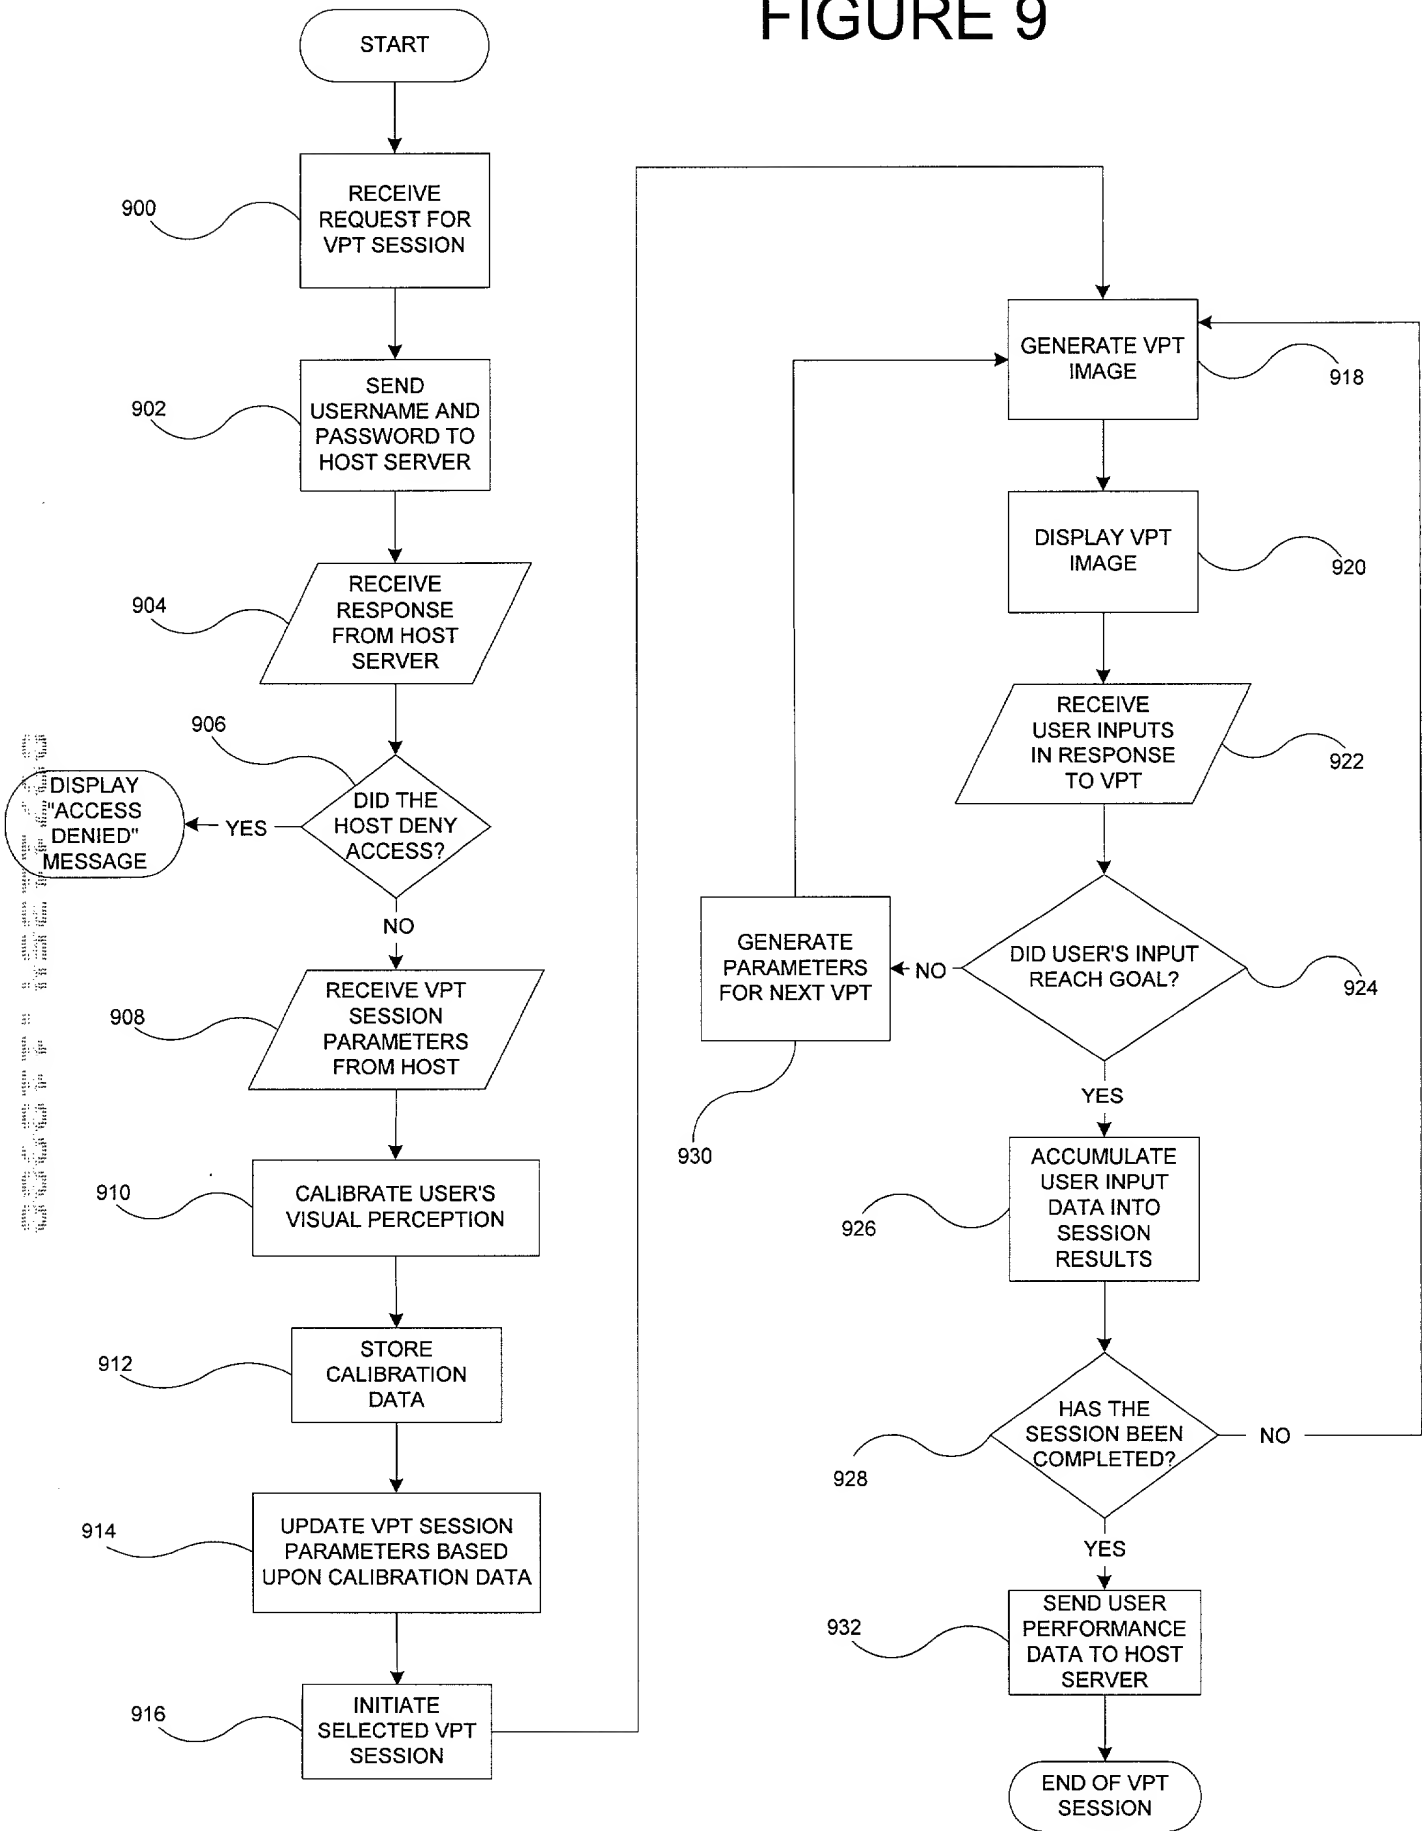 FIGURE 9
START
900
RECEIVE
REQUEST FOR
VPT SESSION
902
SEND
USERNAME AND
PASSWORD TO
HOST SERVER
904
RECEIVE
RESPONSE
FROM HOST
SERVER
906
DID THE
HOST DENY
ACCESS?
YES
DISPLAY
"ACCESS
DENIED"
MESSAGE
NO
908
RECEIVE VPT
SESSION
PARAMETERS
FROM HOST
910
CALIBRATE USER'S
VISUAL PERCEPTION
912
STORE
CALIBRATION
DATA
914
UPDATE VPT SESSION
PARAMETERS BASED
UPON CALIBRATION DATA
916
INITIATE
SELECTED VPT
SESSION
GENERATE VPT
IMAGE
918
DISPLAY VPT
IMAGE
920
RECEIVE
USER INPUTS
IN RESPONSE
TO VPT
922
DID USER'S INPUT
REACH GOAL?
924
NO
GENERATE
PARAMETERS
FOR NEXT VPT
930
YES
ACCUMULATE
USER INPUT
DATA INTO
SESSION
RESULTS
926
HAS THE
SESSION BEEN
COMPLETED?
928
NO
YES
SEND USER
PERFORMANCE
DATA TO HOST
SERVER
932
END OF VPT
SESSION